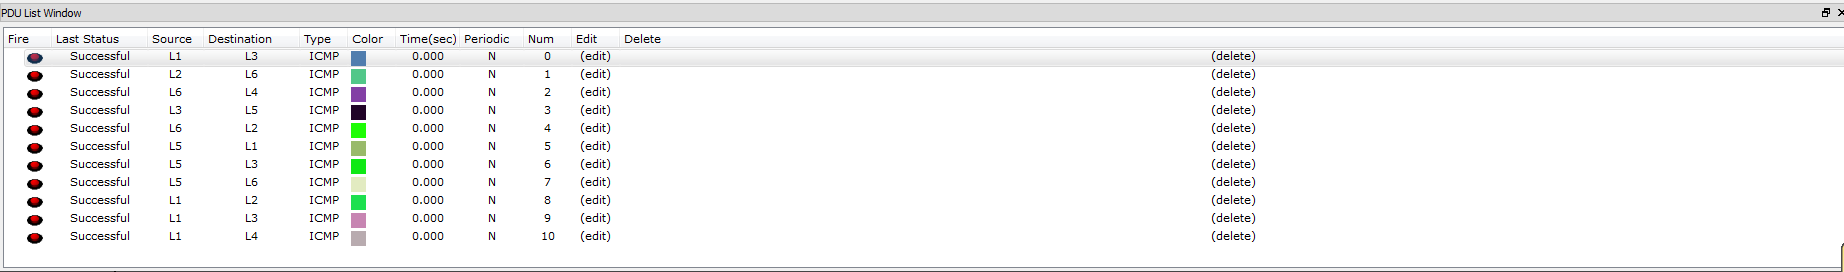 PDU List Window
Fire Last Status Source Destination Type Color Time(sec) Periodic Num Edit Delete
Successful L1 L3 ICMP 0.000 N 0 (edit) (delete)
Successful L2 L6 ICMP 0.000 N 1 (edit) (delete)
Successful L6 L4 ICMP 0.000 N 2 (edit) (delete)
Successful L3 L5 ICMP 0.000 N 3 (edit) (delete)
Successful L6 L2 ICMP 0.000 N 4 (edit) (delete)
Successful L5 L1 ICMP 0.000 N 5 (edit) (delete)
Successful L5 L3 ICMP 0.000 N 6 (edit) (delete)
Successful L5 L6 ICMP 0.000 N 7 (edit) (delete)
Successful L1 L2 ICMP 0.000 N 8 (edit) (delete)
Successful L1 L3 ICMP 0.000 N 9 (edit) (delete)
Successful L1 L4 ICMP 0.000 N 10 (edit) (delete)